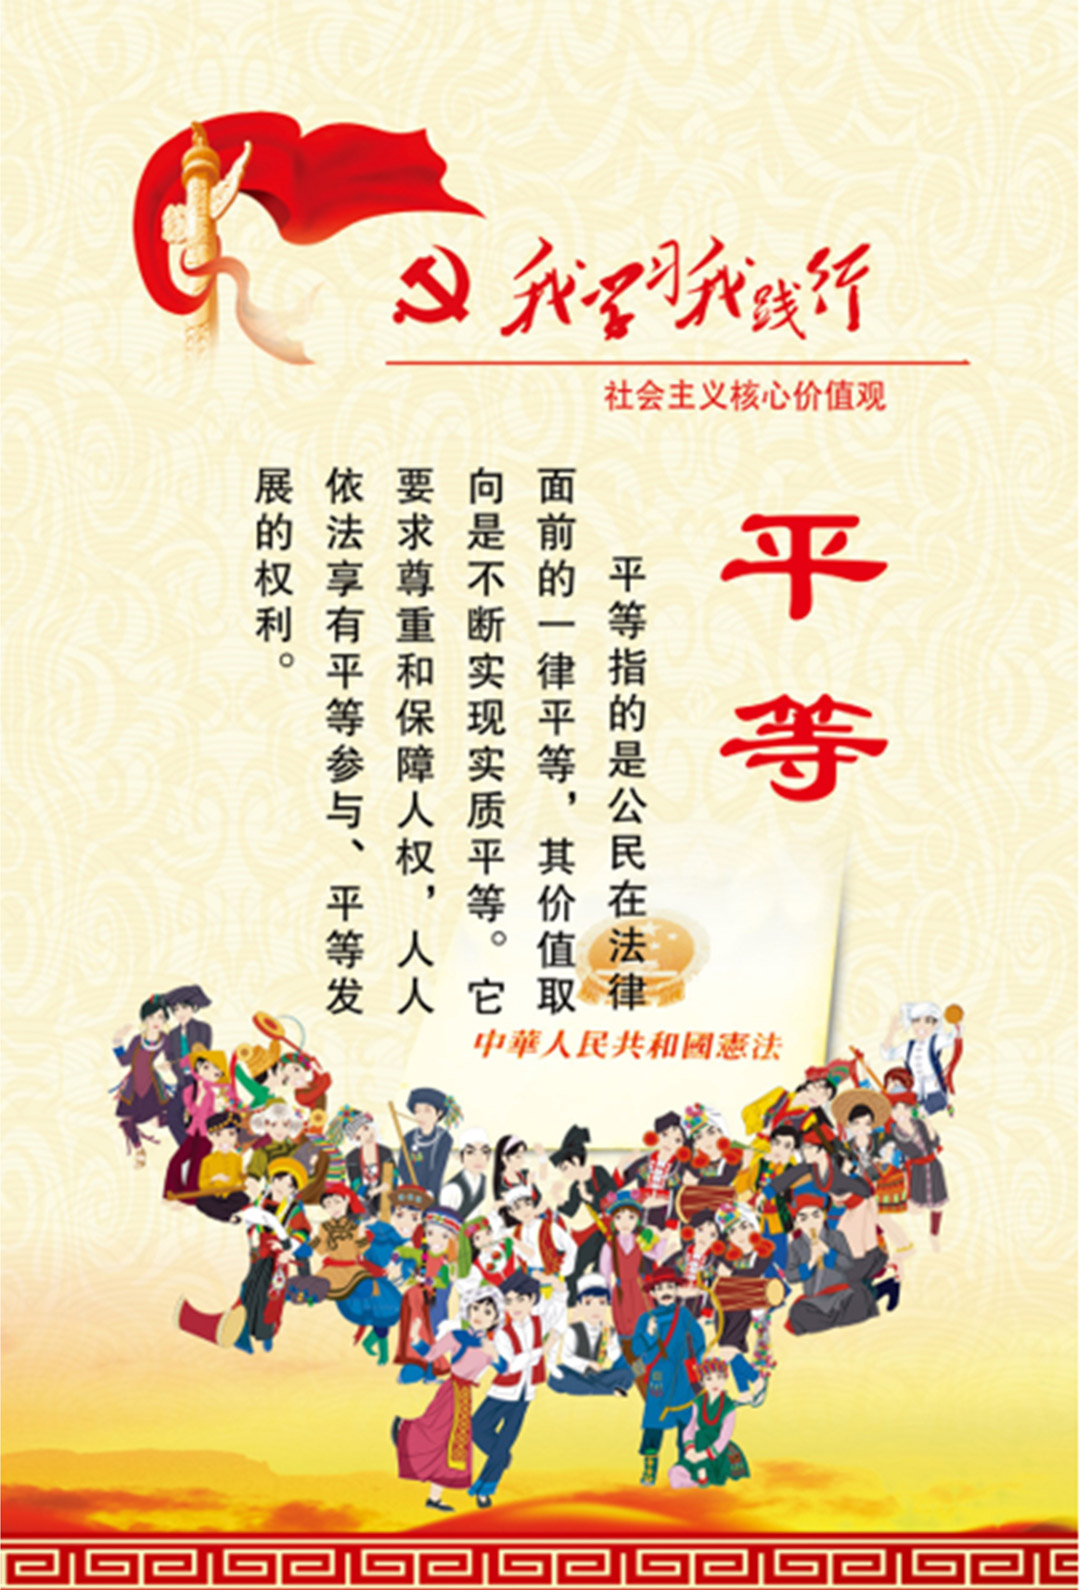 我学习我践行
社会主义核心价值观
平等
平等指的是公民在法律
面前的一律平等，其价值取
向是不断实现实质平等。它
要求尊重和保障人权，人人
依法享有平等参与、平等发
展的权利。
中華人民共和國憲法